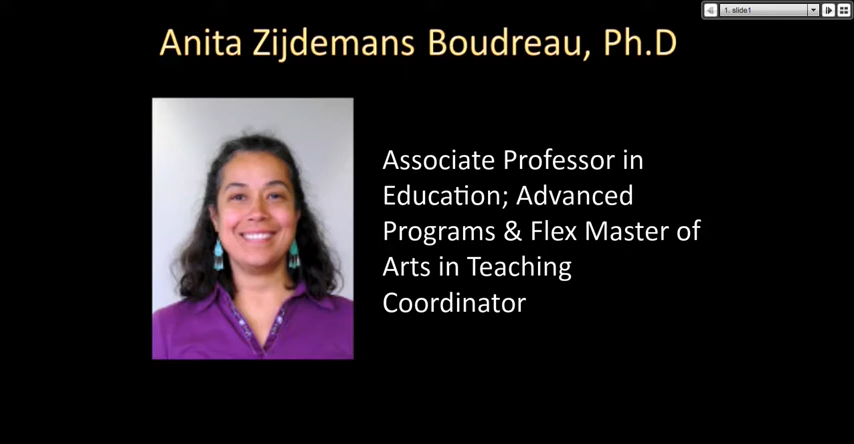 1. slide1
Anita Zijdemans Boudreau, Ph.D
Associate Professor in
Education; Advanced
Programs & Flex Master of
Arts in Teaching
Coordinator